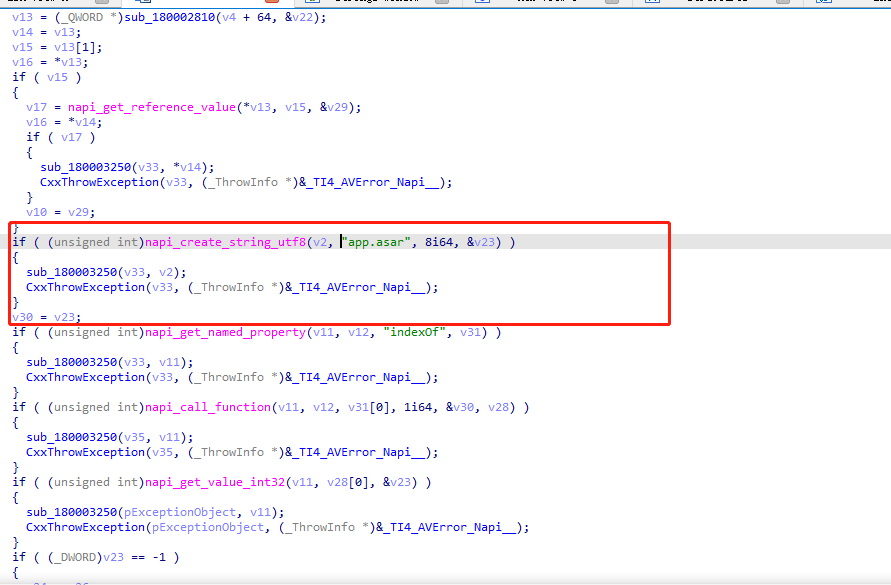 v13 = (_QWORD *)sub_180002810(v4 + 64, &v22);
v14 = v13;
v15 = v13[1];
v16 = *v13;
if ( v15 )
{
v17 = napi_get_reference_value(*v13, v15, &v29);
v16 = *v14;
if ( v17 )
{
sub_180003250(v33, *v14);
CxxThrowException(v33, (_ThrowInfo *)&_TI4_AVError_Napi__);
}
v10 = v29;
}
if ( (unsigned int)napi_create_string_utf8(v2, "app.asar", 8i64, &v23) )
{
sub_180003250(v33, v2);
CxxThrowException(v33, (_ThrowInfo *)&_TI4_AVError_Napi__);
}
v30 = v23;
if ( (unsigned int)napi_get_named_property(v11, v12, "indexOf", v31) )
{
sub_180003250(v33, v11);
CxxThrowException(v33, (_ThrowInfo *)&_TI4_AVError_Napi__);
}
if ( (unsigned int)napi_call_function(v11, v12, v31[0], 1i64, &v30, v28) )
{
sub_180003250(v35, v11);
CxxThrowException(v35, (_ThrowInfo *)&_TI4_AVError_Napi__);
}
if ( (unsigned int)napi_get_value_int32(v11, v28[0], &v23) )
{
sub_180003250(pExceptionObject, v11);
CxxThrowException(pExceptionObject, (_ThrowInfo *)&_TI4_AVError_Napi__);
}
if ( (_DWORD)v23 == -1 )
{